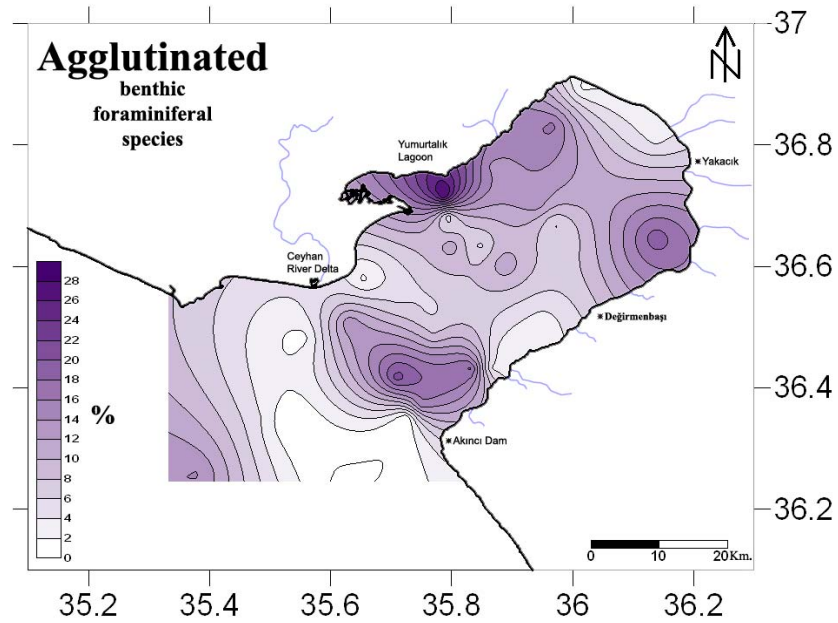 Agglutinated
benthic
foraminiferal
species
N
Yumurtalık
Lagoon
Yakacık
Ceyhan
River Delta
Değirmenbaşı
Akıncı Dam
%
28
26
24
22
20
18
16
14
12
10
8
6
4
2
0
37
36.8
36.6
36.4
36.2
0 10 20Km.
35.2 35.4 35.6 35.8 36 36.2